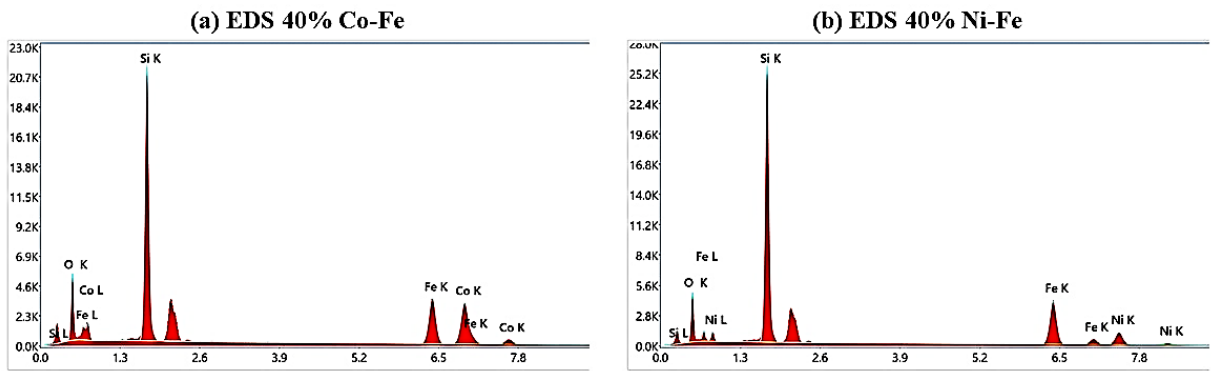 (a) EDS 40% Co-Fe
23.0K
20.7K
18.4K
16.1K
13.8K
11.5K
9.2K
6.9K
4.6K
2.3K
0.0K
Si K
O K
Co L
Fe L
Si L
Fe K
Co K
Fe K
Co K
0.0 1.3 2.6 3.9 5.2 6.5 7.8
(b) EDS 40% Ni-Fe
28.0K
25.2K
22.4K
19.6K
16.8K
14.0K
11.2K
8.4K
5.6K
2.8K
0.0K
Si K
Fe L
O K
Ni L
Si L
Fe K
Fe K
Ni K
Ni K
0.0 1.3 2.6 3.9 5.2 6.5 7.8